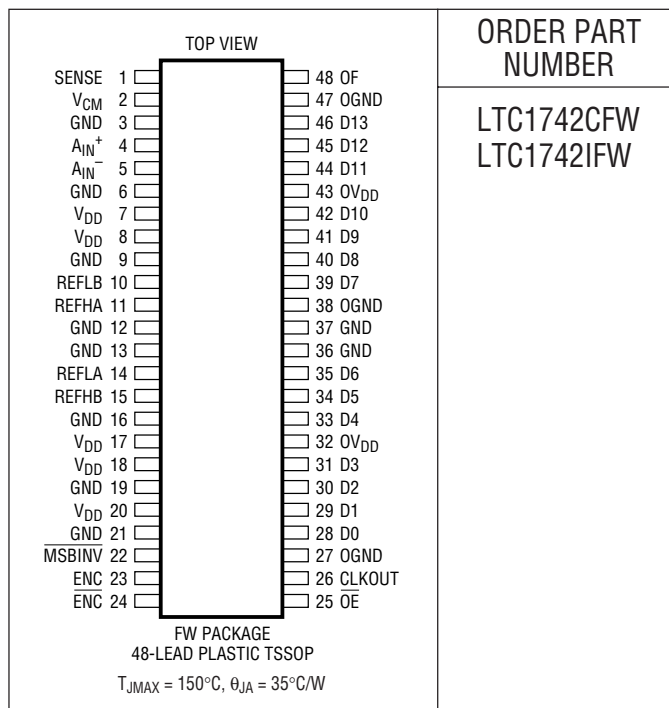 TOP VIEW
SENSE 1
V_CM 2
GND 3
A_IN^+ 4
A_IN^– 5
GND 6
V_DD 7
V_DD 8
GND 9
REFLB 10
REFHA 11
GND 12
GND 13
REFLA 14
REFHB 15
GND 16
V_DD 17
V_DD 18
GND 19
V_DD 20
GND 21
M̅S̅B̅I̅N̅V̅ 22
ENC 23
E̅N̅C̅ 24
48 OF
47 OGND
46 D13
45 D12
44 D11
43 OV_DD
42 D10
41 D9
40 D8
39 D7
38 OGND
37 GND
36 GND
35 D6
34 D5
33 D4
32 OV_DD
31 D3
30 D2
29 D1
28 D0
27 OGND
26 CLKOUT
25 O̅E̅
FW PACKAGE
48-LEAD PLASTIC TSSOP
T_JMAX = 150°C, θ_JA = 35°C/W
ORDER PART
NUMBER
LTC1742CFW
LTC1742IFW